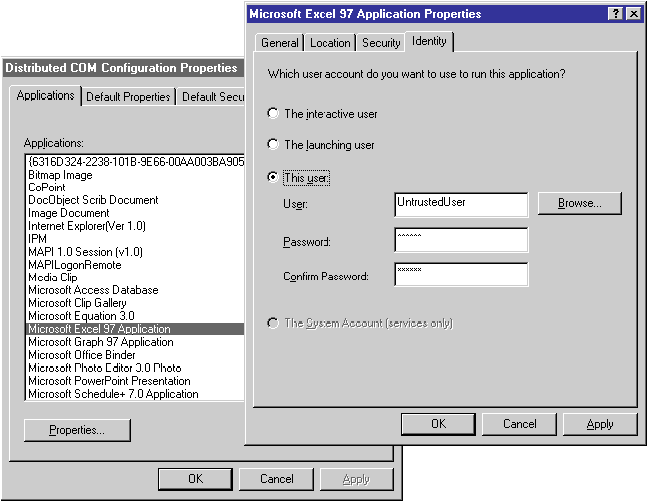 Microsoft Excel 97 Application Properties
General Location Security Identity
Which user account do you want to use to run this application?
The interactive user
The launching user
This user:
User: UntrustedUser Browse...
Password: ******
Confirm Password: ******
The System Account (services only)
OK Cancel Apply
Distributed COM Configuration Properties
Applications Default Properties Default Secu
Applications:
{6316D324-2238-101B-9E66-00AA003BA905
Bitmap Image
CoPoint
DocObject Scrib Document
Image Document
Internet Explorer(Ver 1.0)
IPM
MAPI 1.0 Session (v1.0)
MAPILogonRemote
Media Clip
Microsoft Access Database
Microsoft Clip Gallery
Microsoft Equation 3.0
Microsoft Excel 97 Application
Microsoft Graph 97 Application
Microsoft Office Binder
Microsoft Photo Editor 3.0 Photo
Microsoft PowerPoint Presentation
Microsoft Schedule+ 7.0 Application
Properties...
OK Cancel Apply